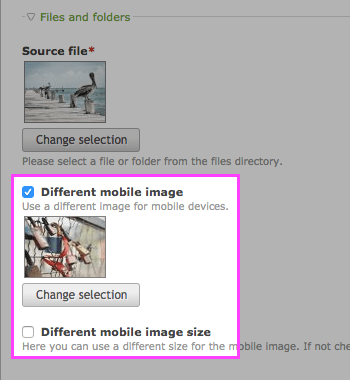 Files and folders
Source file*
Change selection
Please select a file or folder from the files directory.
Different mobile image
Use a different image for mobile devices.
Change selection
Different mobile image size
Here you can use a different size for the mobile image. If not che